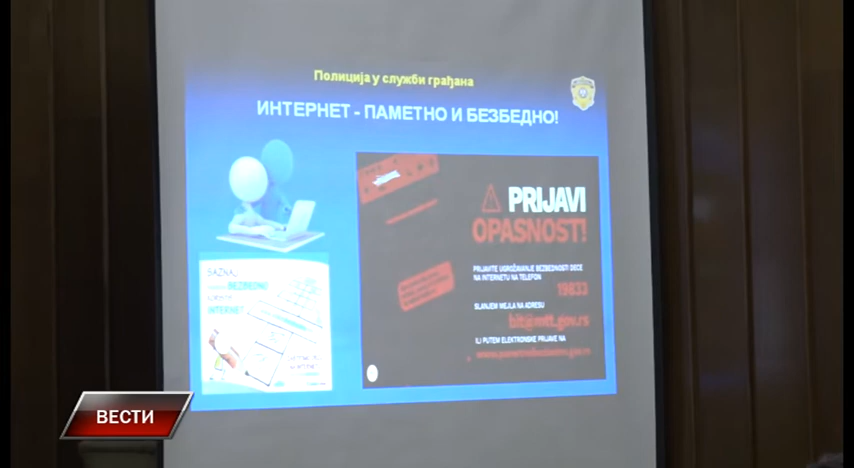 Полиција у служби грађана
ИНТЕРНЕТ - ПАМЕТНО И БЕЗБЕДНО!
PRIJAVI
OPASNOST!
PRIJAVITE UGROŽAVANJE BEZBEDNOSTI DECE
NA INTERNETU NA TELEFON
19833
SLANJEM MEJLA NA ADRESU
bit@mtt.gov.rs
ILI PUTEM ELEKTRONSKE PRIJAVE NA
SAZNAJ
BEZBEDNO
INTERNET
ВЕСТИ